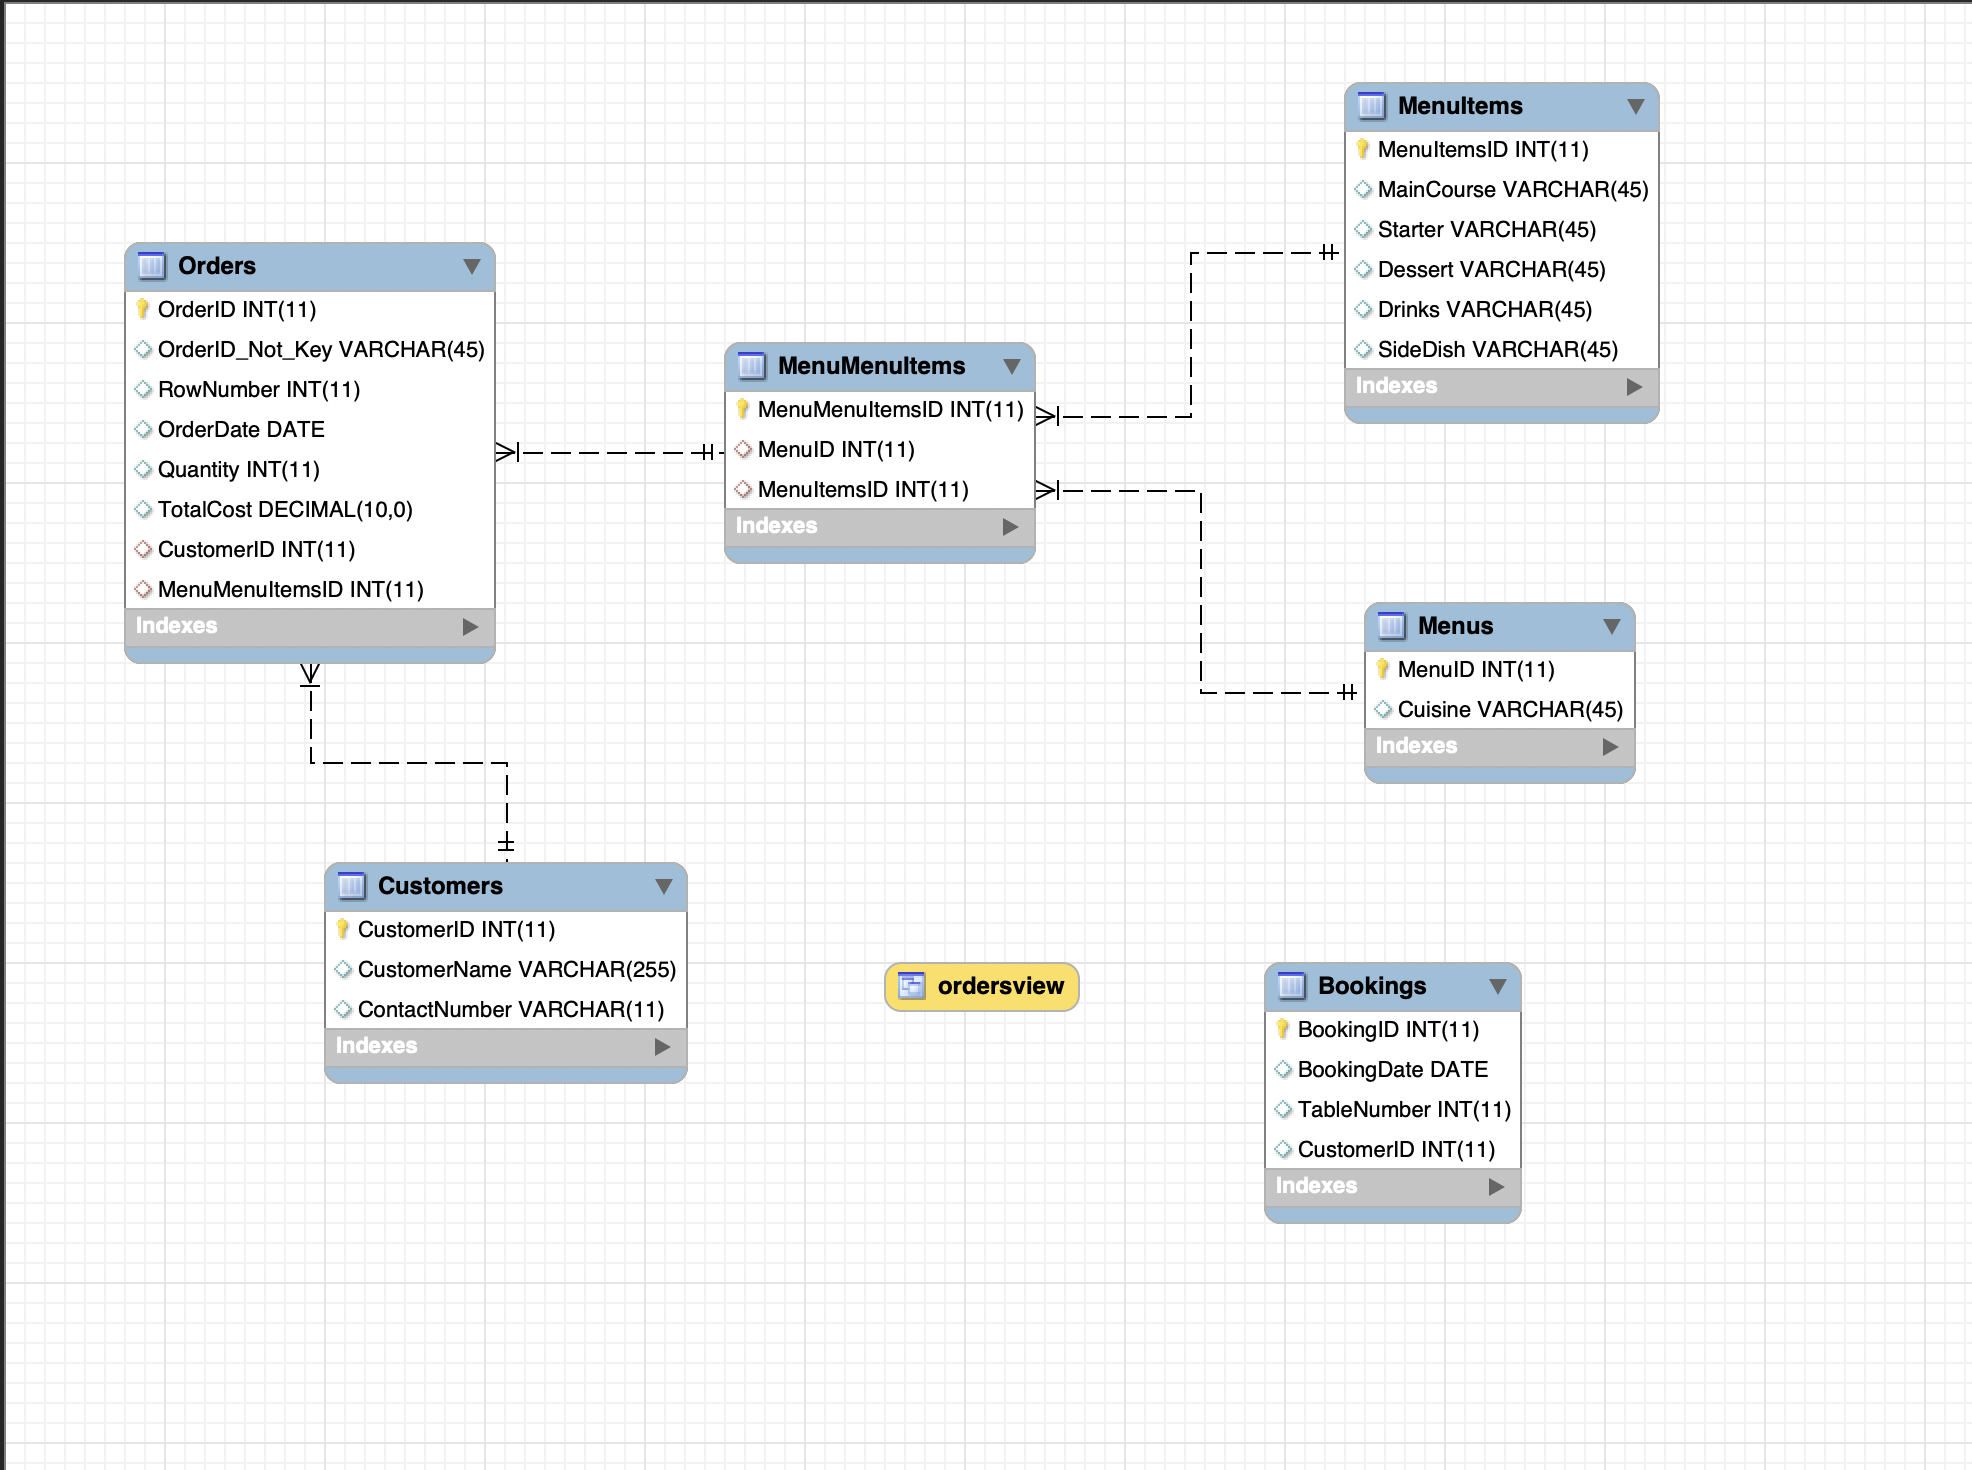 MenuItems
MenuItemsID INT(11)
MainCourse VARCHAR(45)
Starter VARCHAR(45)
Dessert VARCHAR(45)
Drinks VARCHAR(45)
SideDish VARCHAR(45)
Indexes
Orders
OrderID INT(11)
OrderID_Not_Key VARCHAR(45)
RowNumber INT(11)
OrderDate DATE
Quantity INT(11)
TotalCost DECIMAL(10,0)
CustomerID INT(11)
MenuMenuItemsID INT(11)
Indexes
MenuMenuItems
MenuMenuItemsID INT(11)
MenuID INT(11)
MenuItemsID INT(11)
Indexes
Menus
MenuID INT(11)
Cuisine VARCHAR(45)
Indexes
Customers
CustomerID INT(11)
CustomerName VARCHAR(255)
ContactNumber VARCHAR(11)
Indexes
ordersview
Bookings
BookingID INT(11)
BookingDate DATE
TableNumber INT(11)
CustomerID INT(11)
Indexes